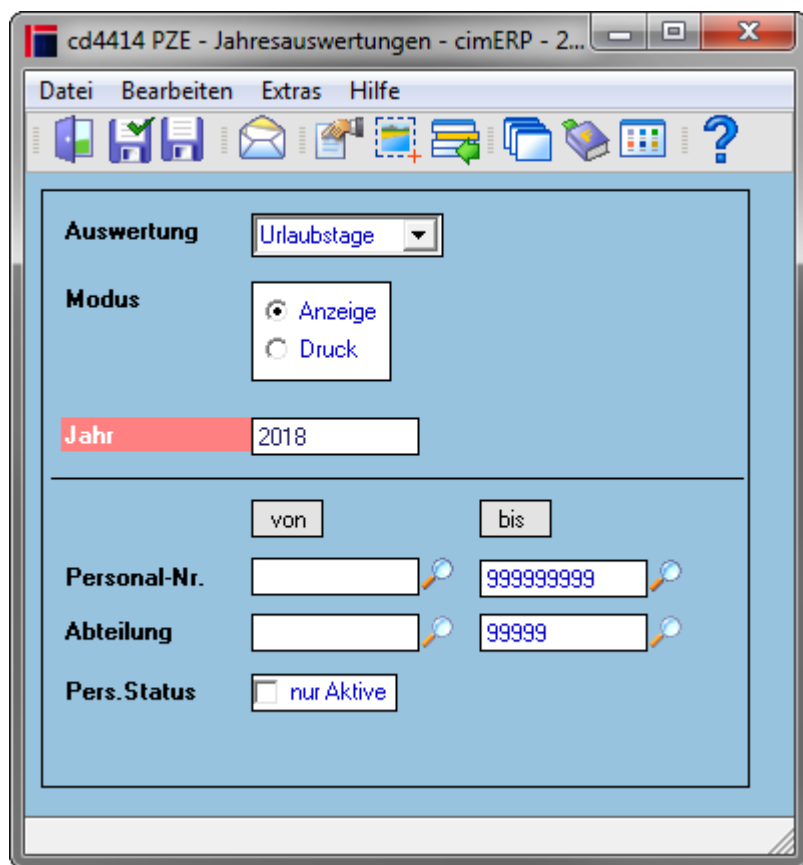 cd4414 PZE - Jahresauswertungen - cimERP - 2...
Datei Bearbeiten Extras Hilfe
Auswertung Urlaubstage
Modus
Anzeige
Druck
Jahr 2018
von bis
Personal-Nr. 999999999
Abteilung 99999
Pers.Status nur Aktive